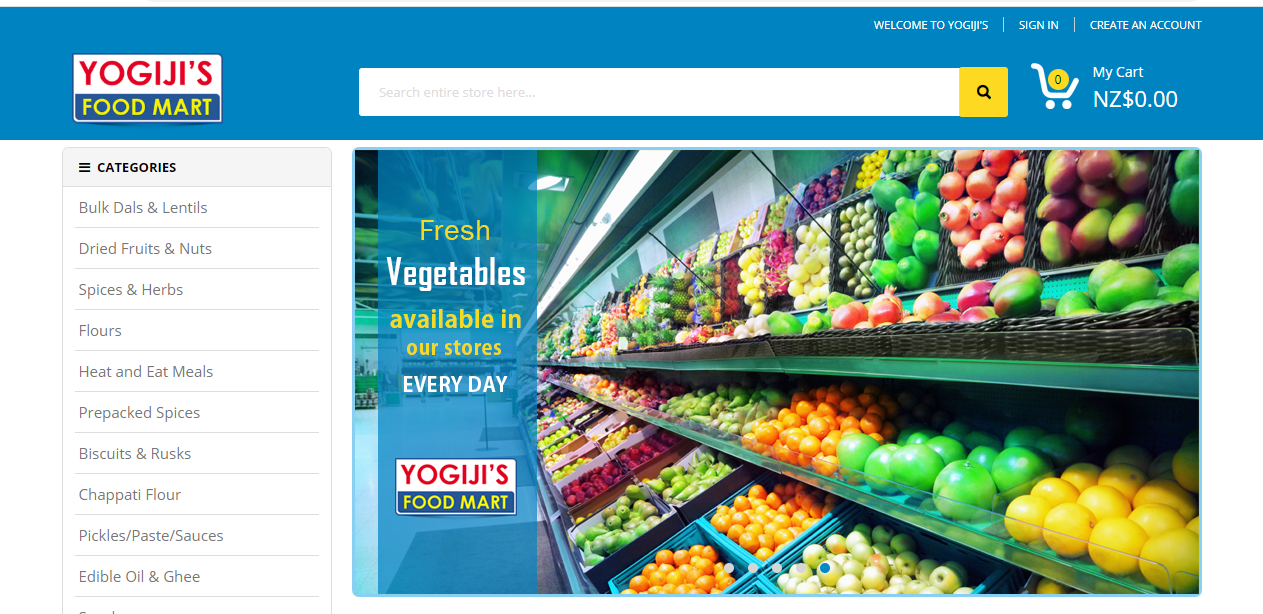 WELCOME TO YOGIJI'S
SIGN IN
CREATE AN ACCOUNT
YOGIJI'S
FOOD MART
Search entire store here...
0
My Cart
NZ$0.00
CATEGORIES
Bulk Dals & Lentils
Dried Fruits & Nuts
Spices & Herbs
Flours
Heat and Eat Meals
Prepacked Spices
Biscuits & Rusks
Chappati Flour
Pickles/Paste/Sauces
Edible Oil & Ghee
Fresh
Vegetables
available in
our stores
EVERY DAY
YOGIJI'S
FOOD MART